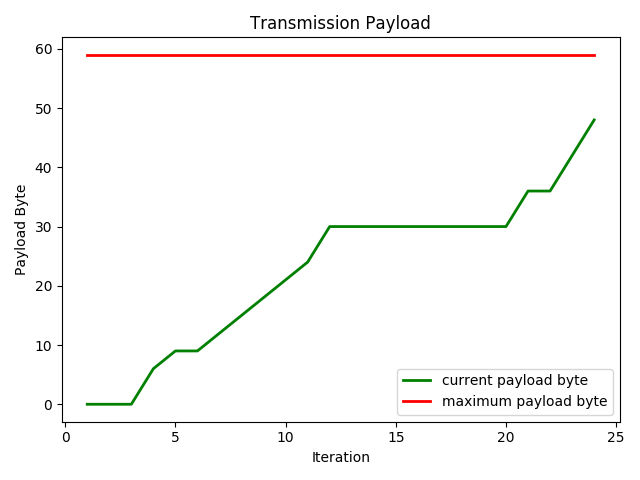 Transmission Payload
60
50
40
30
20
10
0
Payload Byte
current payload byte
maximum payload byte
0 5 10 15 20 25
Iteration